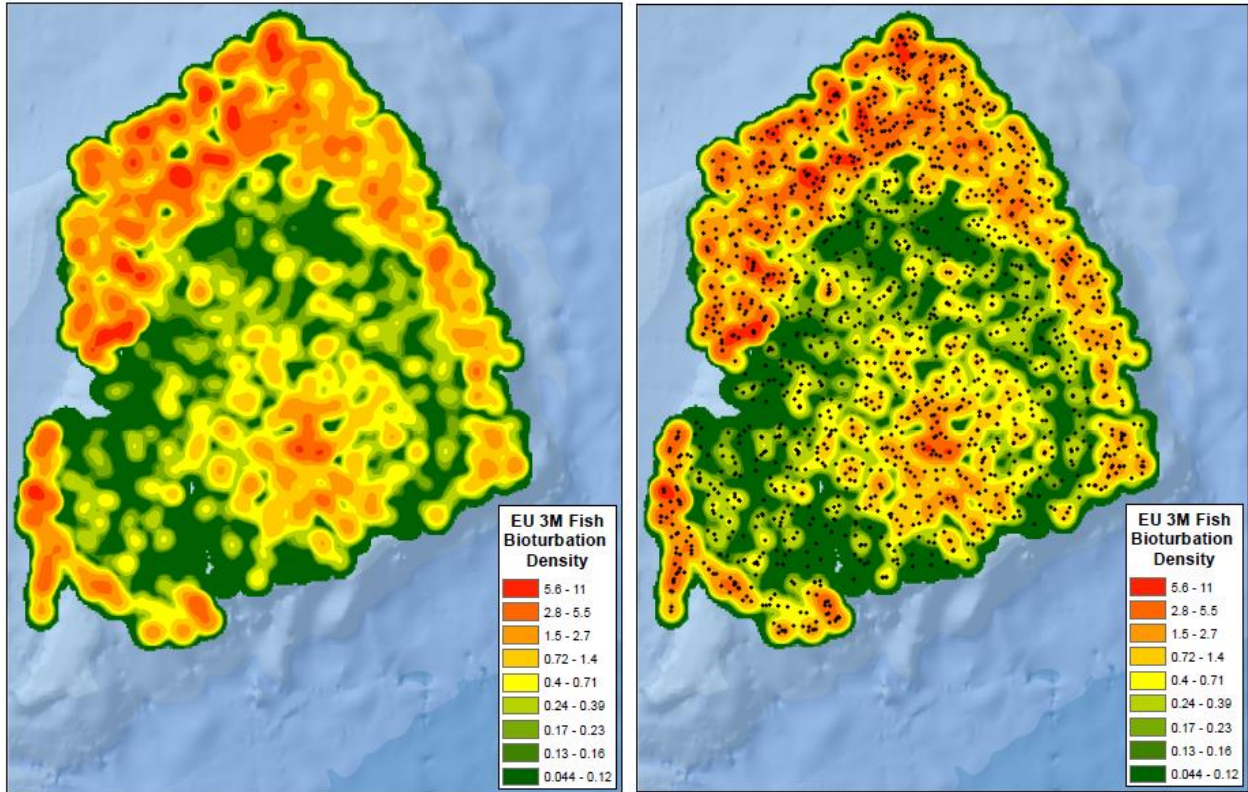 EU 3M Fish
Bioturbation
Density
5.6 - 11
2.8 - 5.5
1.5 - 2.7
0.72 - 1.4
0.4 - 0.71
0.24 - 0.39
0.17 - 0.23
0.13 - 0.16
0.044 - 0.12
EU 3M Fish
Bioturbation
Density
5.6 - 11
2.8 - 5.5
1.5 - 2.7
0.72 - 1.4
0.4 - 0.71
0.24 - 0.39
0.17 - 0.23
0.13 - 0.16
0.044 - 0.12